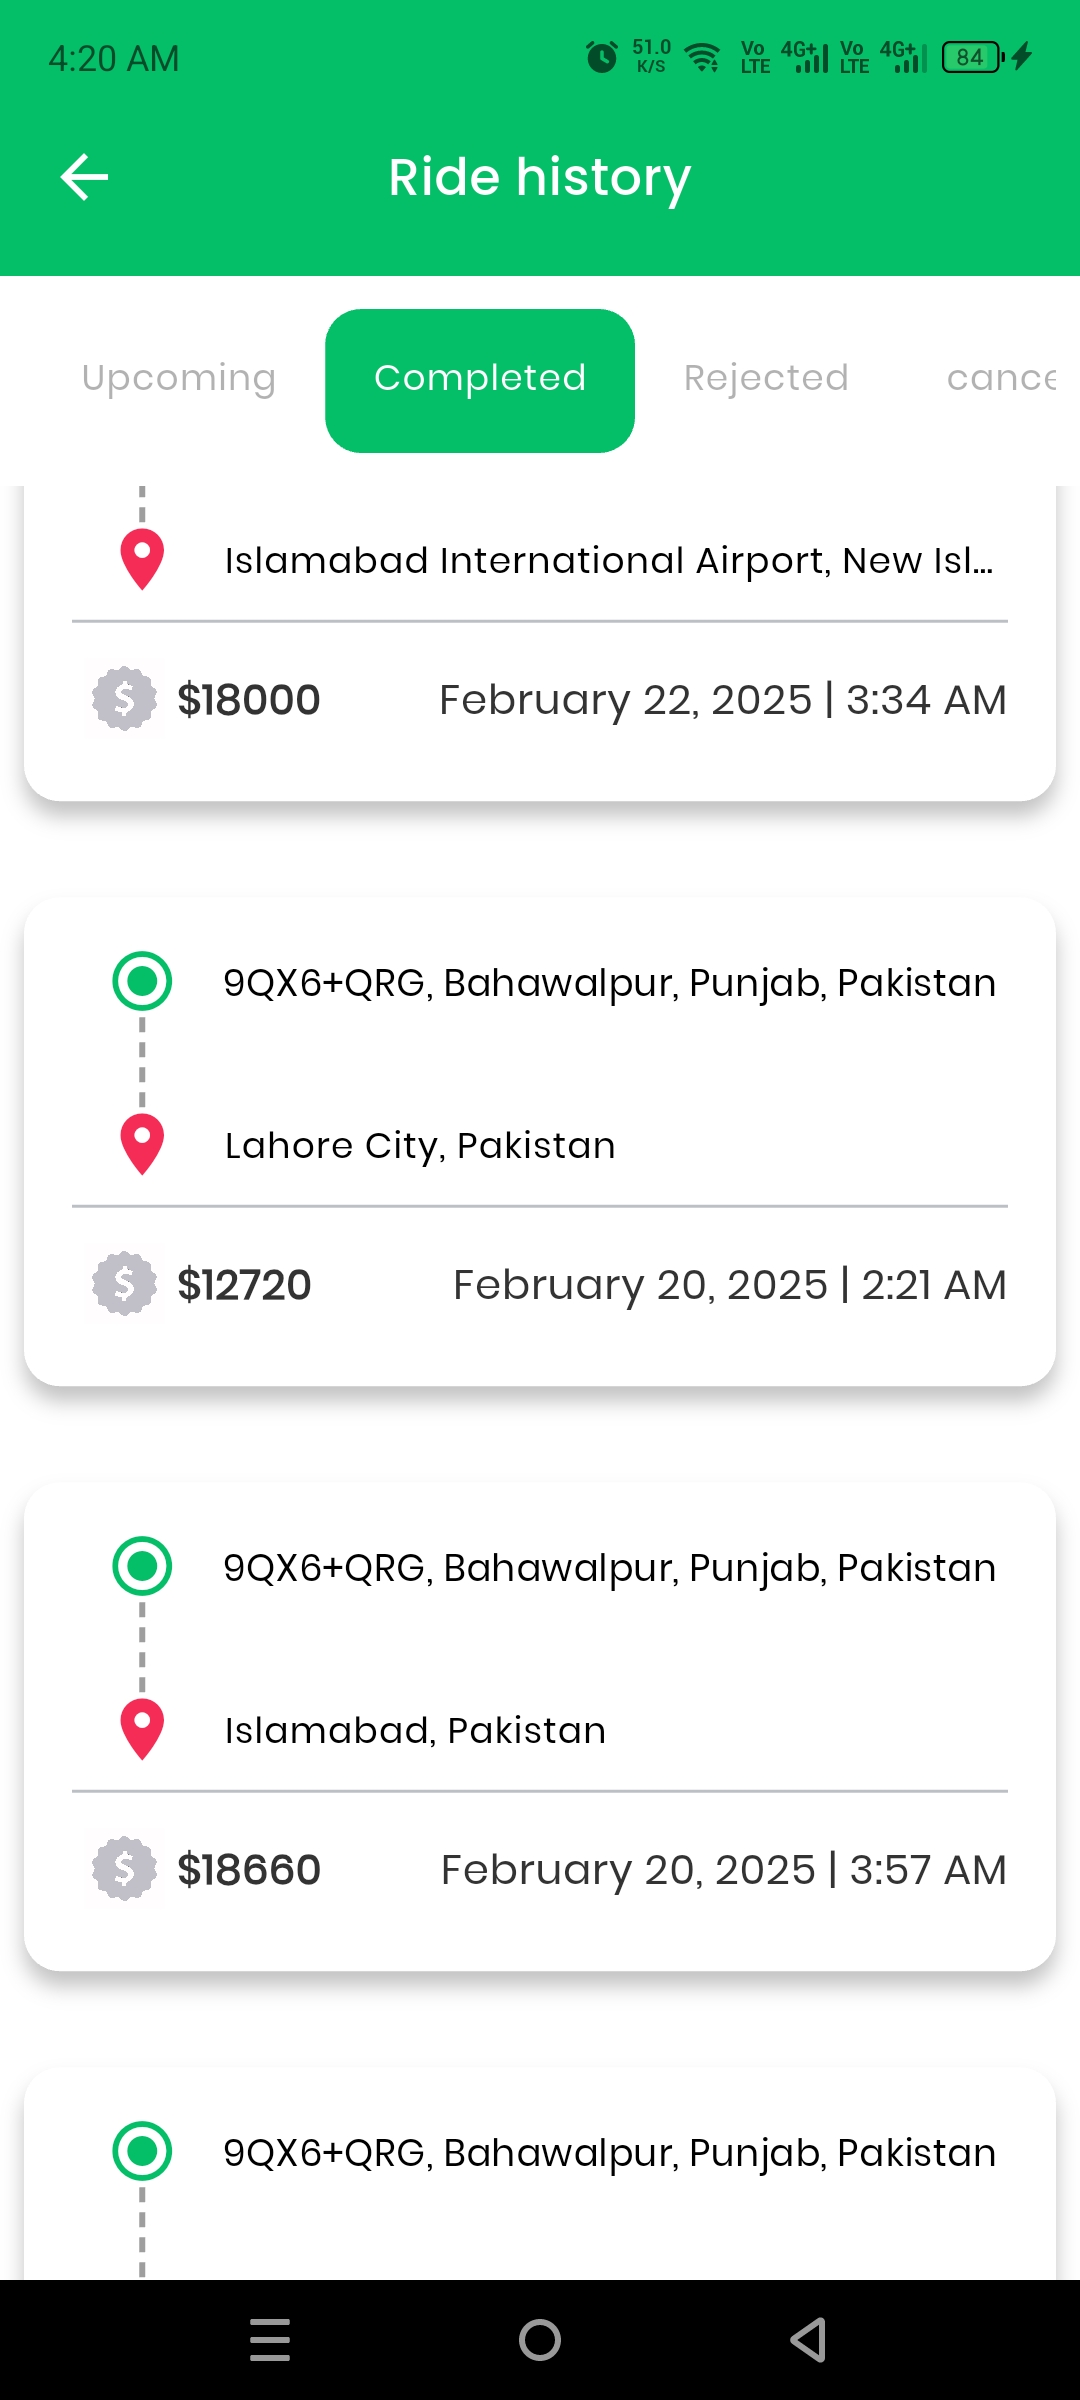 4:20 AM 51.0 K/S Vo LTE 4G+ Vo LTE 4G+ 84
Ride history
Upcoming Completed Rejected cance
Islamabad International Airport, New Isl...
$ $18000 February 22, 2025 | 3:34 AM
9QX6+QRG, Bahawalpur, Punjab, Pakistan
Lahore City, Pakistan
$ $12720 February 20, 2025 | 2:21 AM
9QX6+QRG, Bahawalpur, Punjab, Pakistan
Islamabad, Pakistan
$ $18660 February 20, 2025 | 3:57 AM
9QX6+QRG, Bahawalpur, Punjab, Pakistan